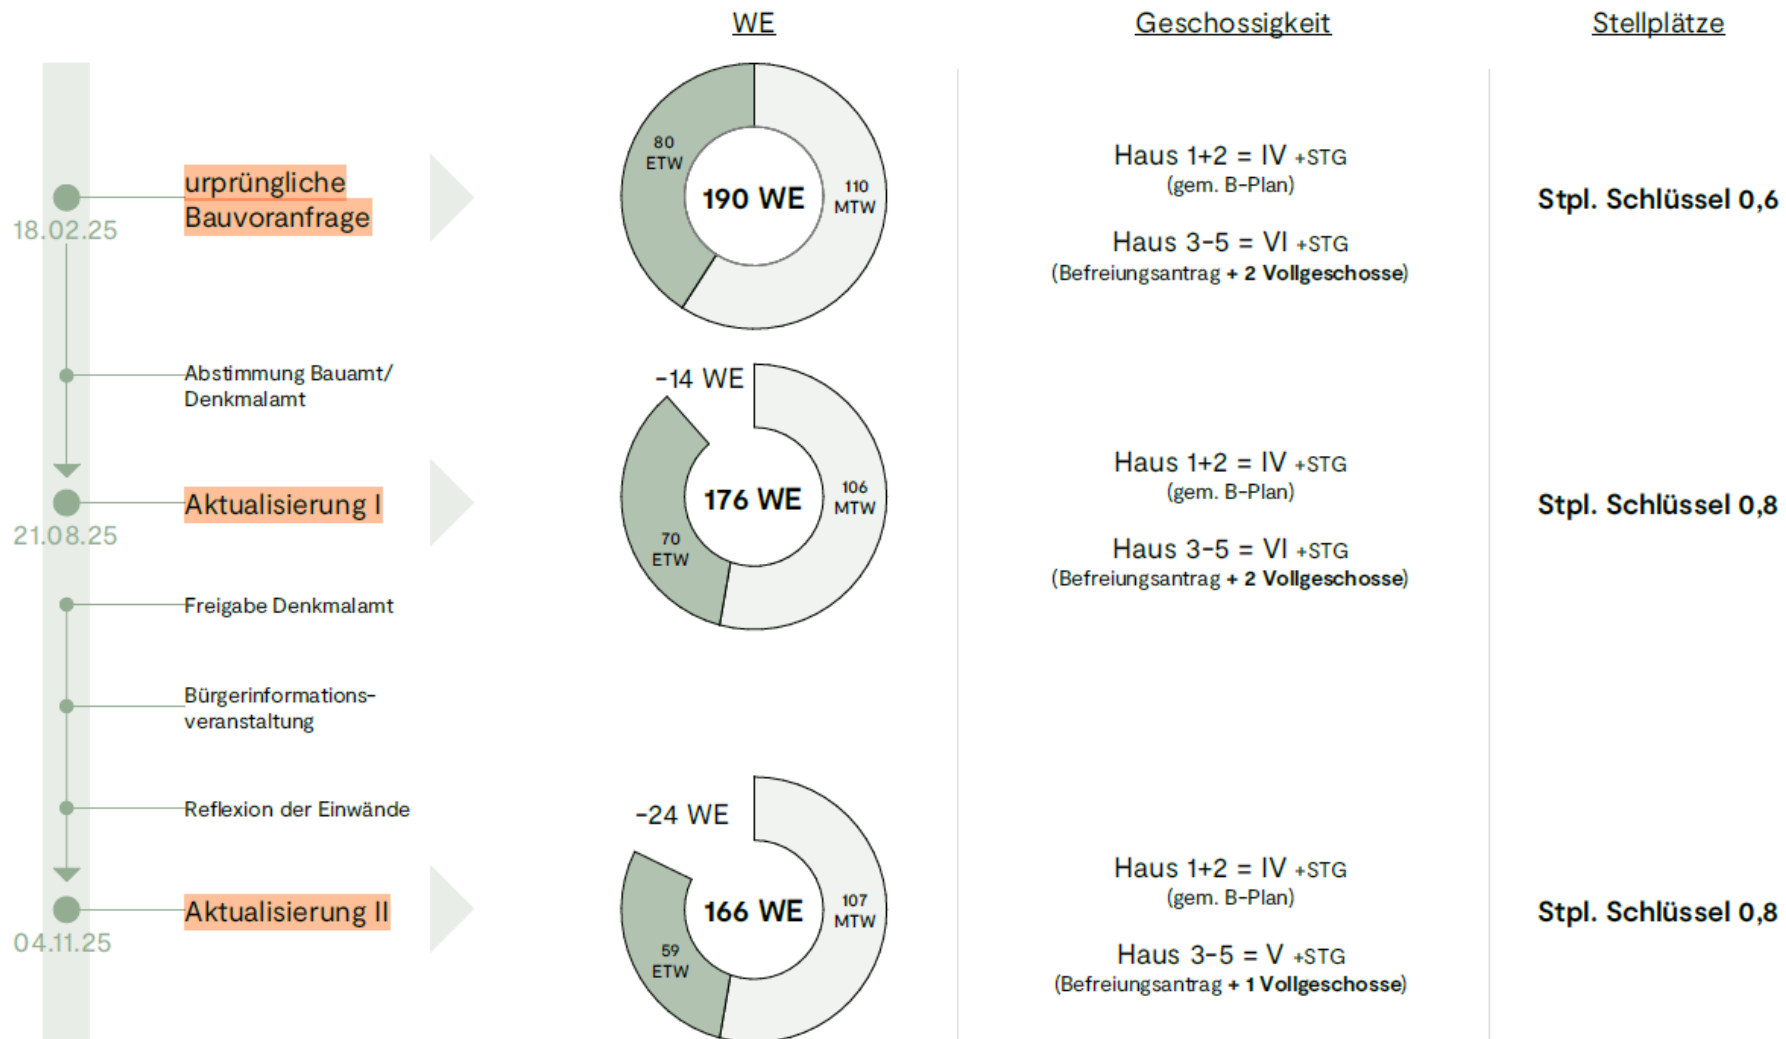 WE
Geschossigkeit
Stellplätze
urprüngliche
Bauvoranfrage
18.02.25
80
ETW
190 WE
110
MTW
Haus 1+2 = IV +STG
(gem. B-Plan)
Haus 3-5 = VI +STG
(Befreiungsantrag + 2 Vollgeschosse)
Stpl. Schlüssel 0,6
Abstimmung Bauamt/
Denkmalamt
-14 WE
Aktualisierung I
21.08.25
70
ETW
176 WE
106
MTW
Haus 1+2 = IV +STG
(gem. B-Plan)
Haus 3-5 = VI +STG
(Befreiungsantrag + 2 Vollgeschosse)
Stpl. Schlüssel 0,8
Freigabe Denkmalamt
Bürgerinformations-
veranstaltung
Reflexion der Einwände
-24 WE
Aktualisierung II
04.11.25
59
ETW
166 WE
107
MTW
Haus 1+2 = IV +STG
(gem. B-Plan)
Haus 3-5 = V +STG
(Befreiungsantrag + 1 Vollgeschosse)
Stpl. Schlüssel 0,8